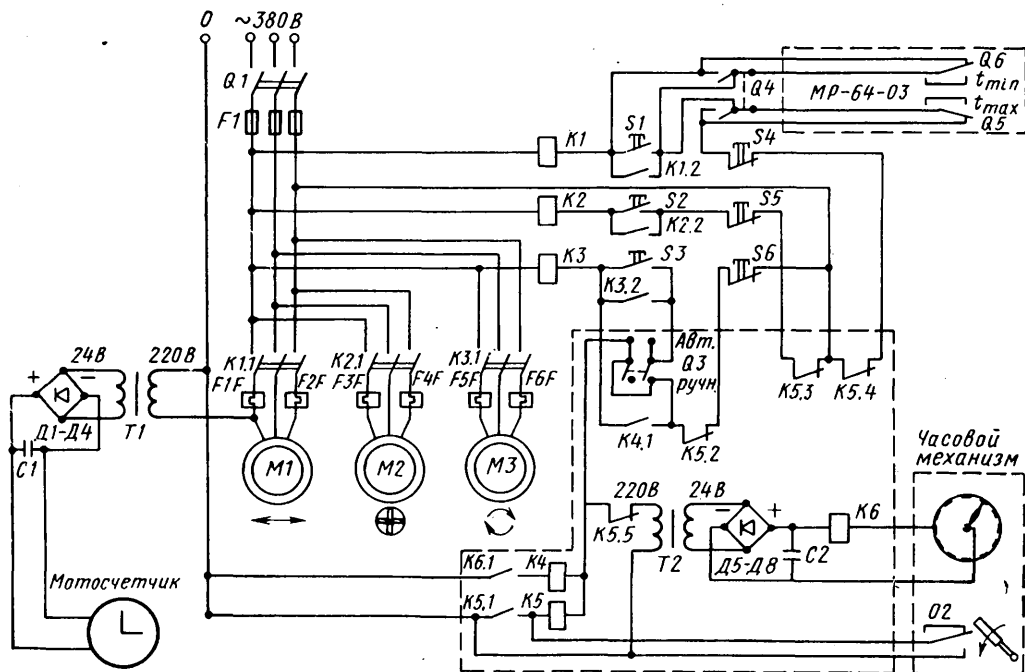 0 ~380В
Q1
F1
K1
S1
K1.2
Q4
МР-64-03
Q6
tmin
tmax
Q5
S4
K2
S2
K2.2
S5
K3
S3
K3.2
S6
Авт.
Q3
ручн.
K5.3
K5.4
K4.1
K5.2
24В
220В
+
-
Д1-Д4
T1
C1
K1.1
F1F
F2F
K2.1
F3F
F4F
K3.1
F5F
F6F
M1
M2
M3
Часовой
механизм
220В
24В
K5.5
T2
-
+
Д5-Д8
C2
K6
K6.1
K4
K5.1
K5
02
Мотосчетчик